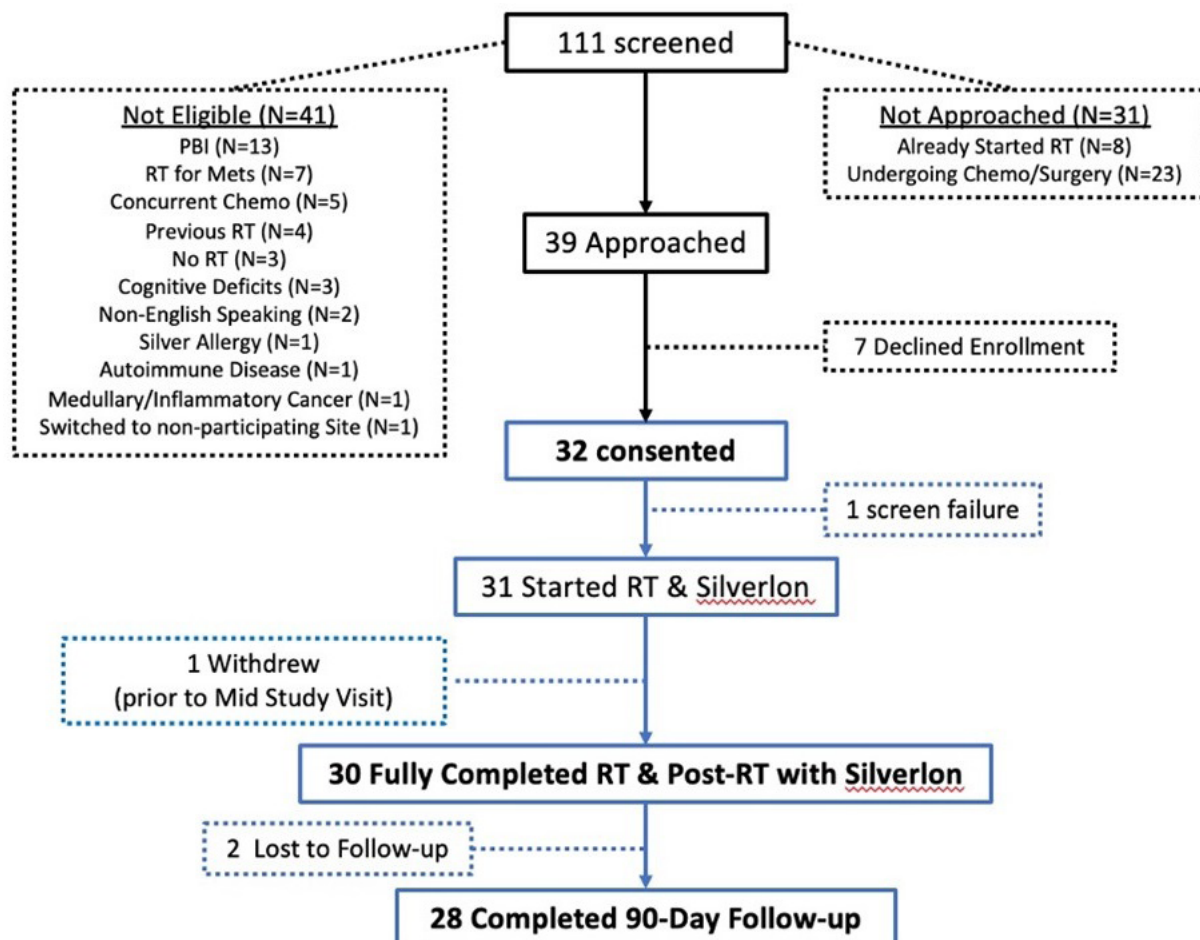 111 screened
Not Eligible (N=41)
PBI (N=13)
RT for Mets (N=7)
Concurrent Chemo (N=5)
Previous RT (N=4)
No RT (N=3)
Cognitive Deficits (N=3)
Non-English Speaking (N=2)
Silver Allergy (N=1)
Autoimmune Disease (N=1)
Medullary/Inflammatory Cancer (N=1)
Switched to non-participating Site (N=1)
Not Approached (N=31)
Already Started RT (N=8)
Undergoing Chemo/Surgery (N=23)
39 Approached
7 Declined Enrollment
32 consented
1 screen failure
31 Started RT & Silverlon
1 Withdrew
(prior to Mid Study Visit)
30 Fully Completed RT & Post-RT with Silverlon
2 Lost to Follow-up
28 Completed 90-Day Follow-up